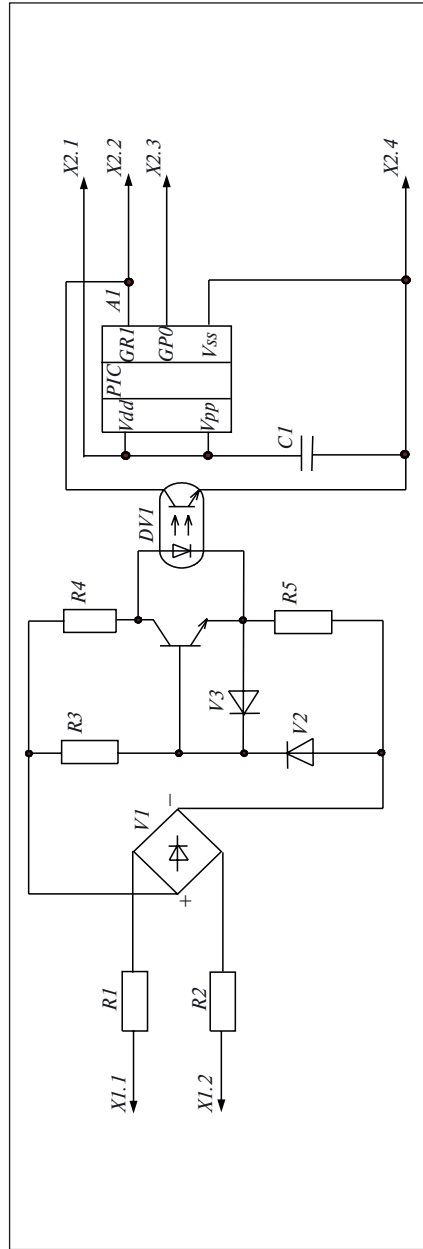 X1.1
X1.2
R1
R2
+
V1
−
R3
R4
V3
V2
R5
DV1
C1
Vdd
Vpp
PIC
GR1
GP0
Vss
A1
X2.1
X2.2
X2.3
X2.4